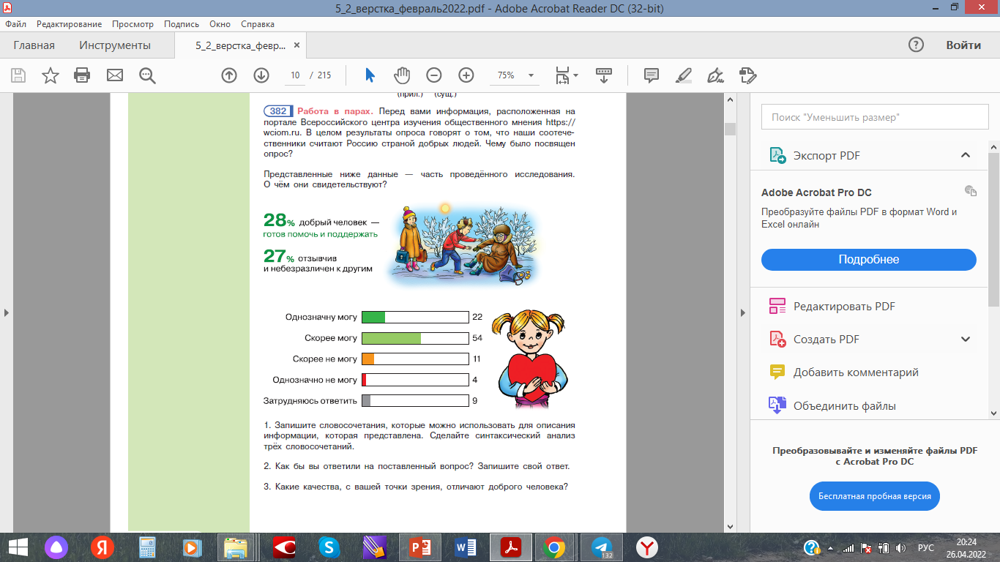 5_2_верстка_февраль2022.pdf - Adobe Acrobat Reader DC (32-bit)
Файл Редактирование Просмотр Подпись Окно Справка
Главная Инструменты 5_2_верстка_февр... × Войти
10 / 215 75%
(прил.) (сущ.)
382 Работа в парах. Перед вами информация, расположенная на
портале Всероссийского центра изучения общественного мнения https://
wciom.ru. В целом результаты опроса говорят о том, что наши соотече-
ственники считают Россию страной добрых людей. Чему было посвящен
опрос?
Представленные ниже данные — часть проведённого исследования.
О чём они свидетельствуют?
28% добрый человек —
готов помочь и поддержать
27% отзывчив
и небезразличен к другим
Однозначну могу 22
Скорее могу 54
Скорее не могу 11
Однозначно не могу 4
Затрудняюсь ответить 9
1. Запишите словосочетания, которые можно использовать для описания
информации, которая представлена. Сделайте синтаксический анализ
трёх словосочетаний.
2. Как бы вы ответили на поставленный вопрос? Запишите свой ответ.
3. Какие качества, с вашей точки зрения, отличают доброго человека?
Поиск "Уменьшить размер"
Экспорт PDF
Adobe Acrobat Pro DC
Преобразуйте файлы PDF в формат Word и
Excel онлайн
Подробнее
Редактировать PDF
Создать PDF
Добавить комментарий
Объединить файлы
Преобразовывайте и изменяйте файлы PDF
с Acrobat Pro DC
Бесплатная пробная версия
132 РУС 20:24
26.04.2022